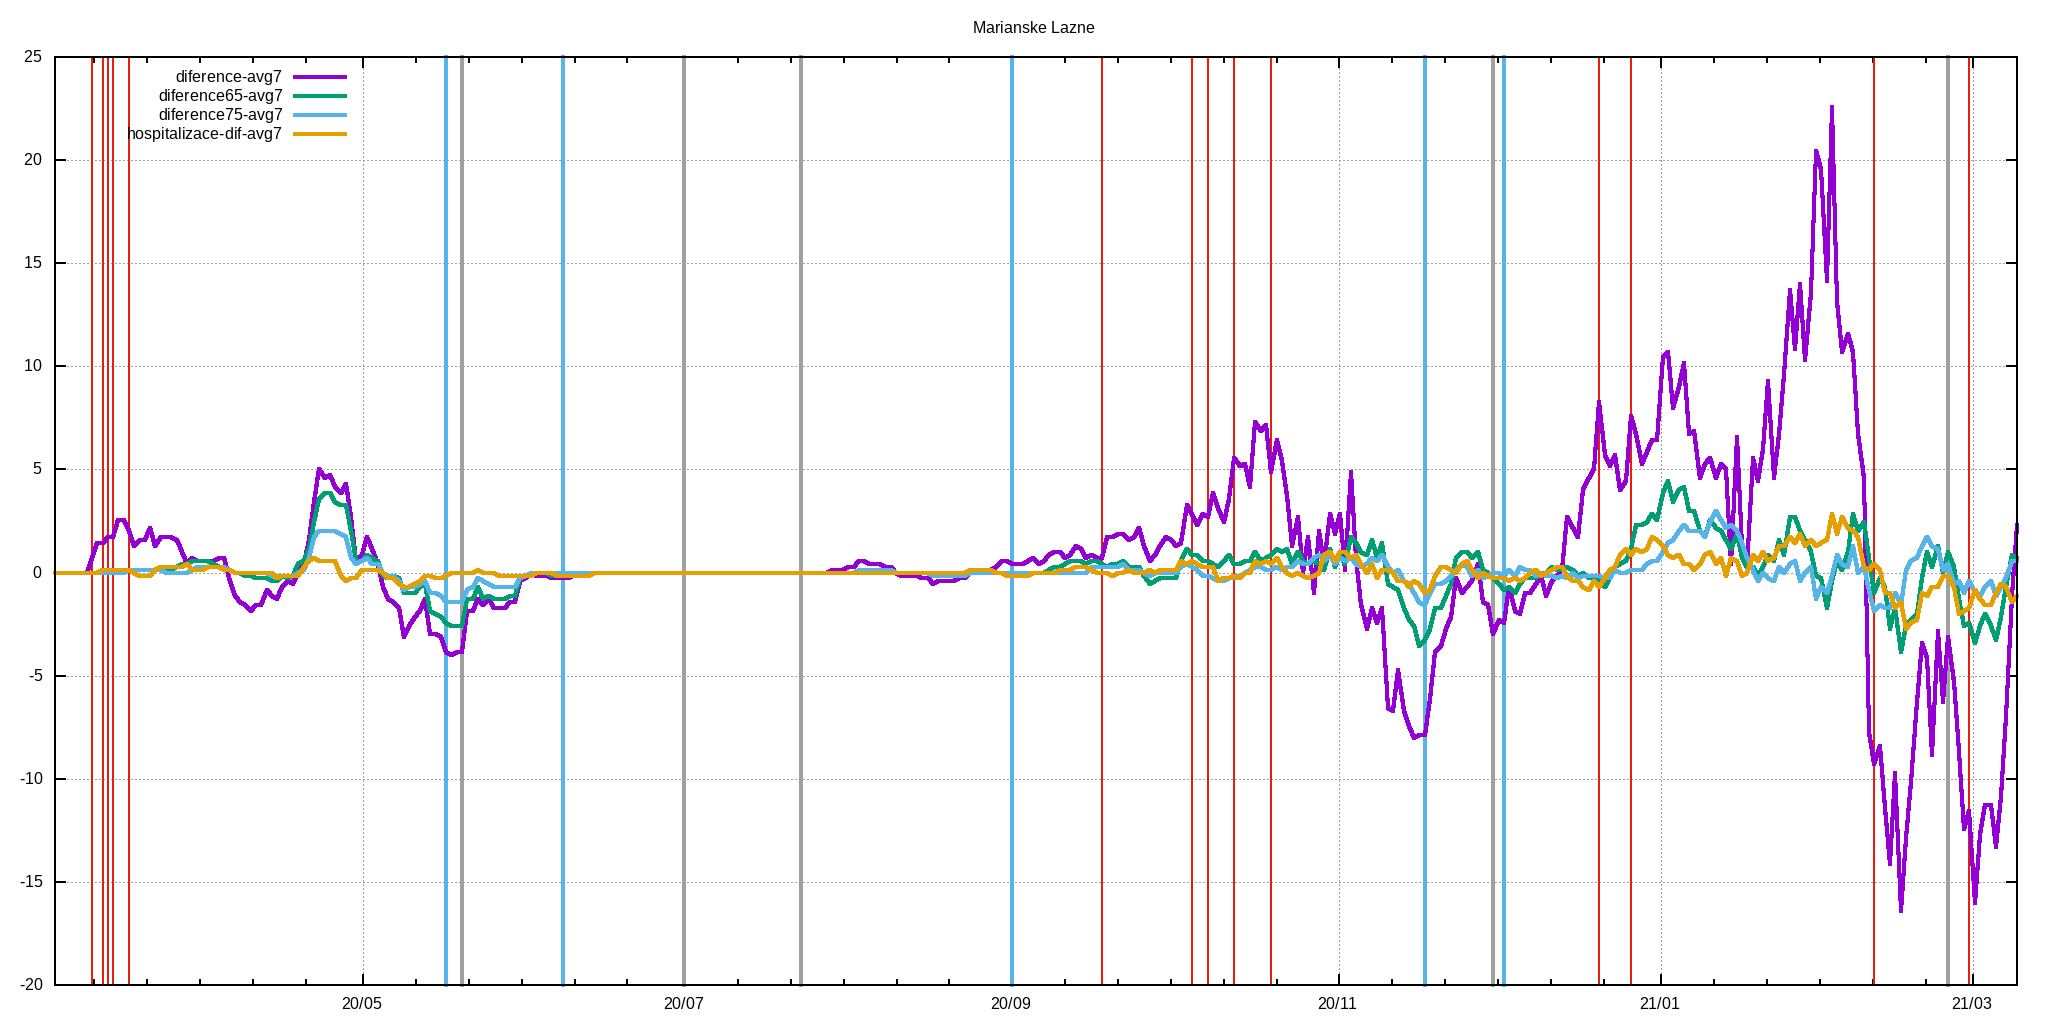 Marianske Lazne
25
diference-avg7
diference65-avg7
diference75-avg7
hospitalizace-dif-avg7
20
15
10
5
0
-5
-10
-15
-20
20/05 20/07 20/09 20/11 21/01 21/03